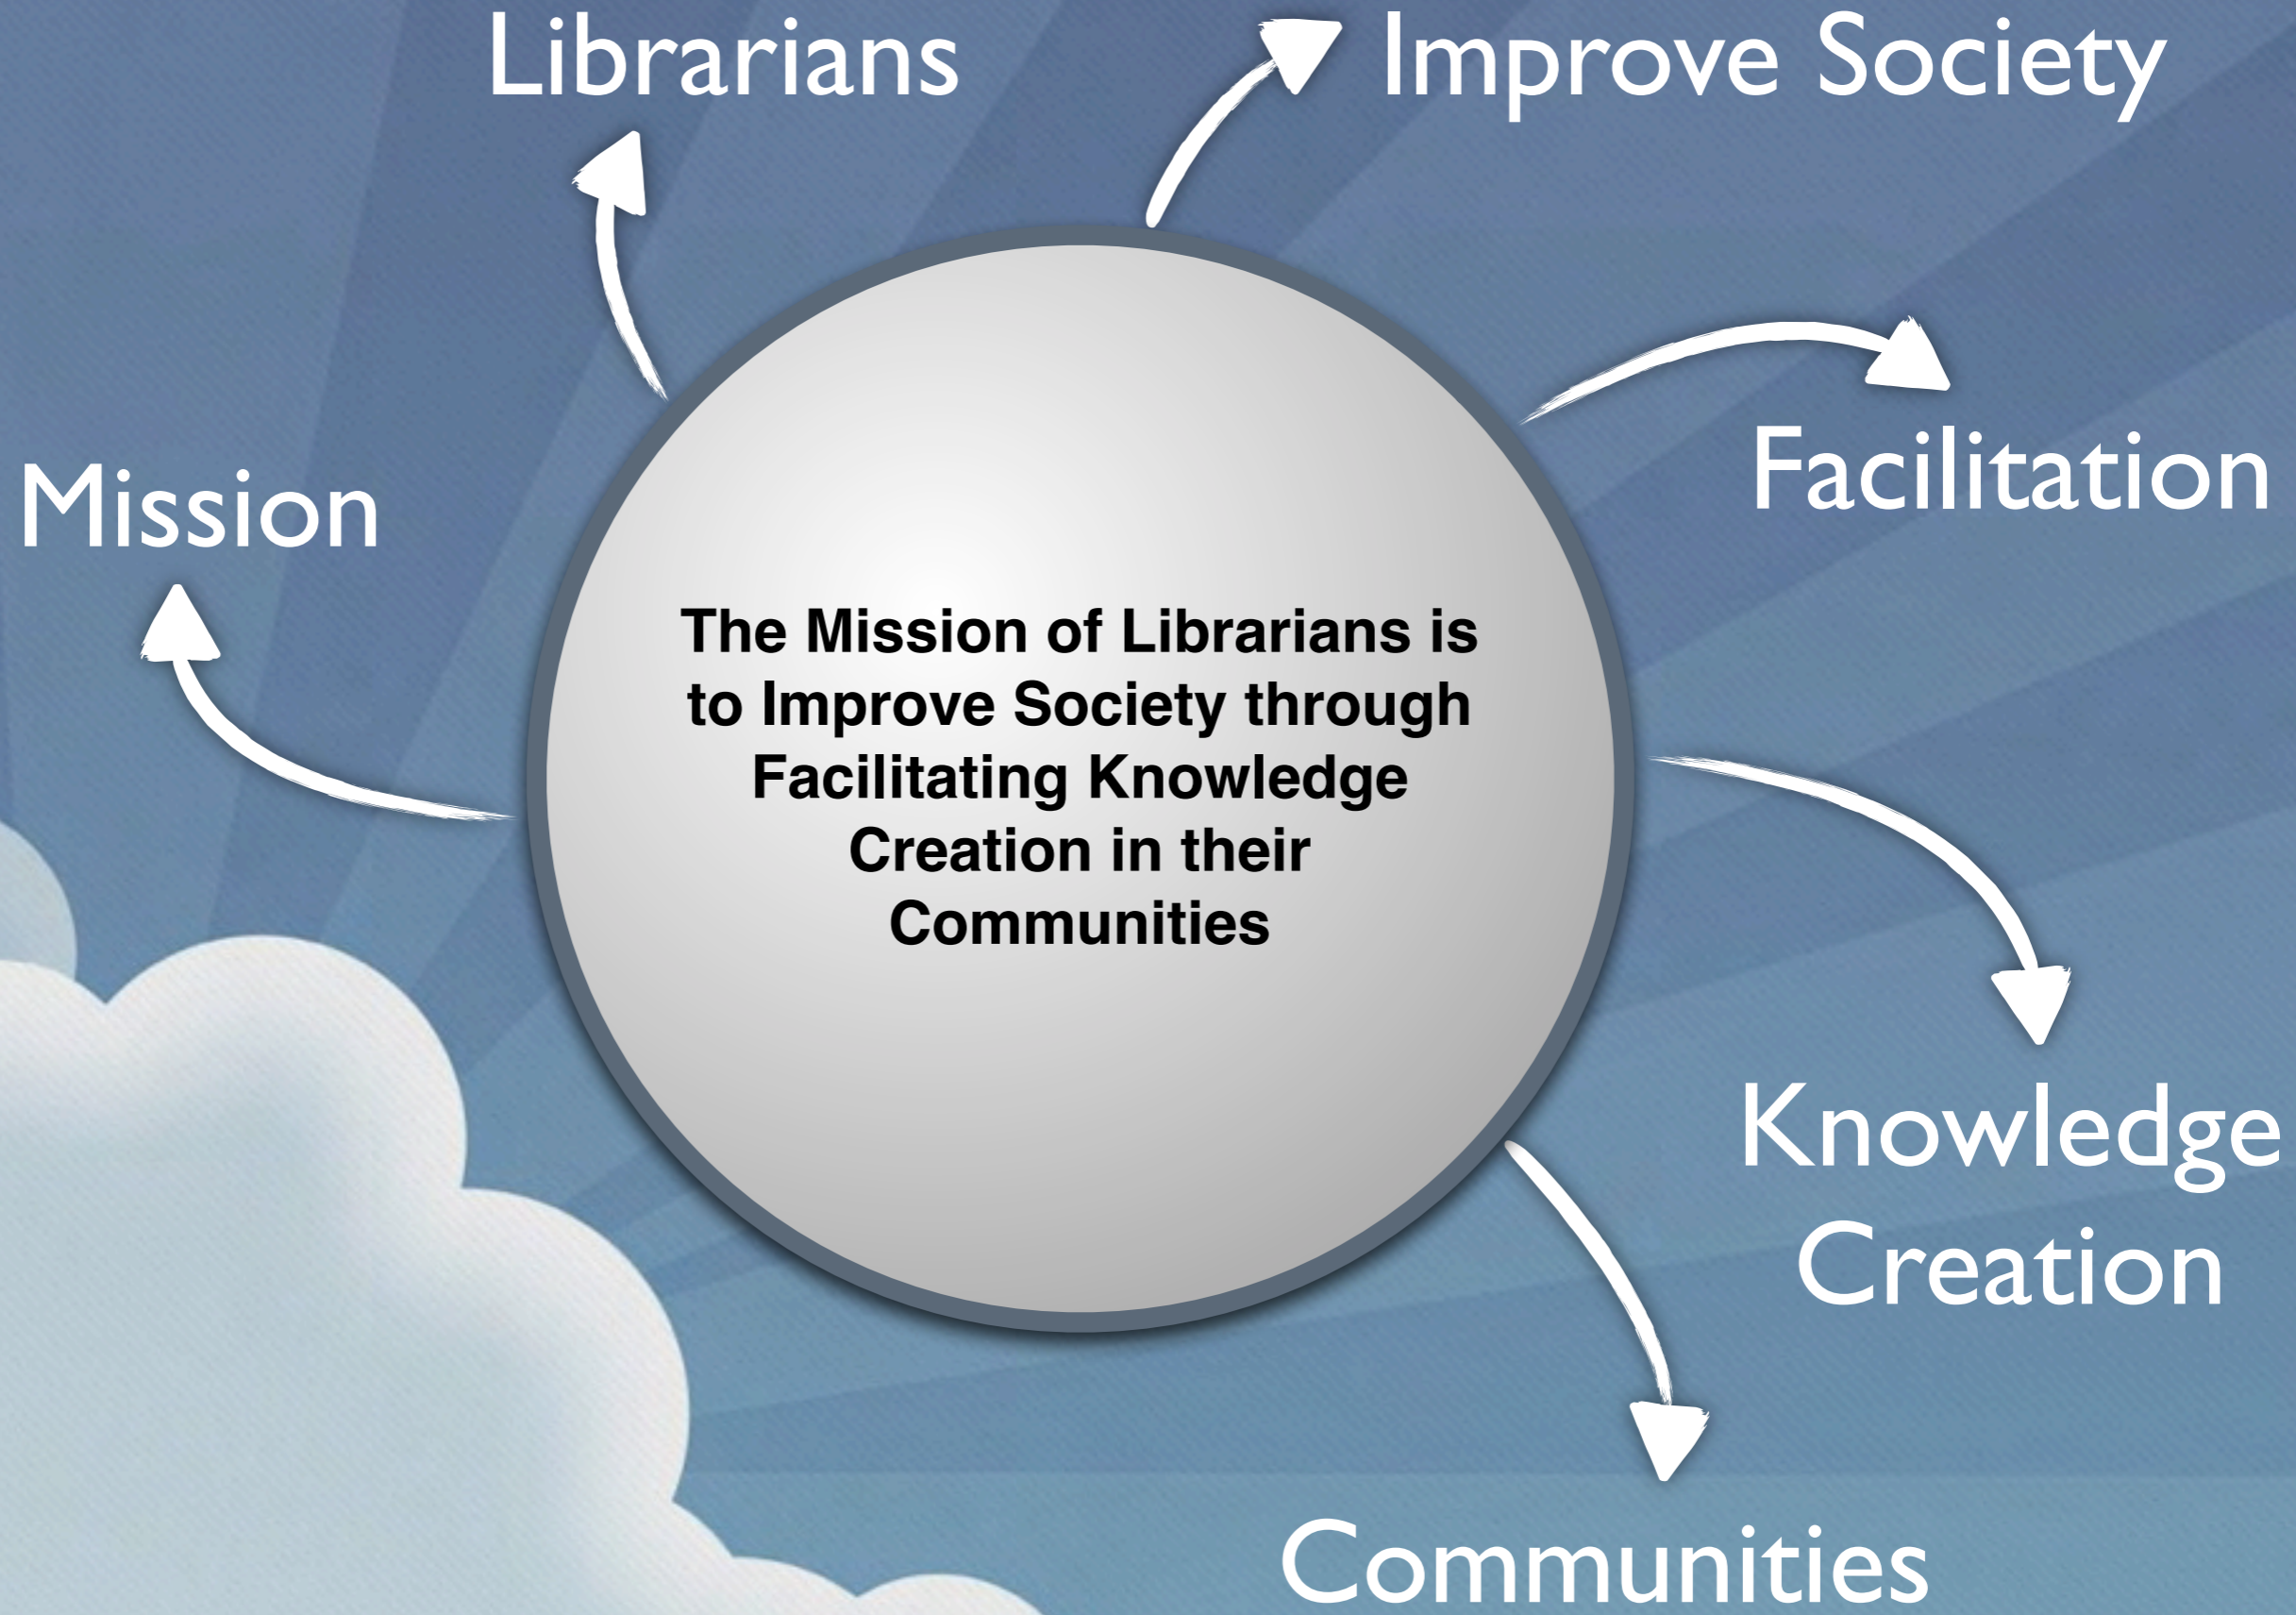 Librarians
Improve Society
Facilitation
Mission
The Mission of Librarians is
to Improve Society through
Facilitating Knowledge
Creation in their
Communities
Knowledge
Creation
Communities